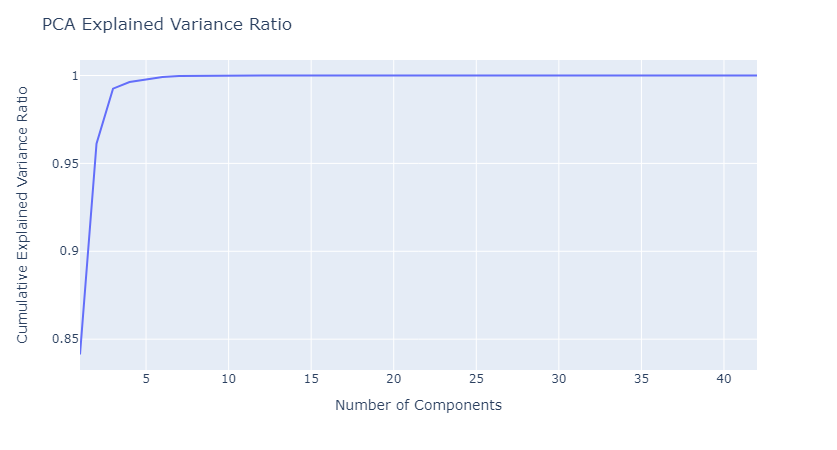 PCA Explained Variance Ratio
Cumulative Explained Variance Ratio
1
0.95
0.9
0.85
5 10 15 20 25 30 35 40
Number of Components